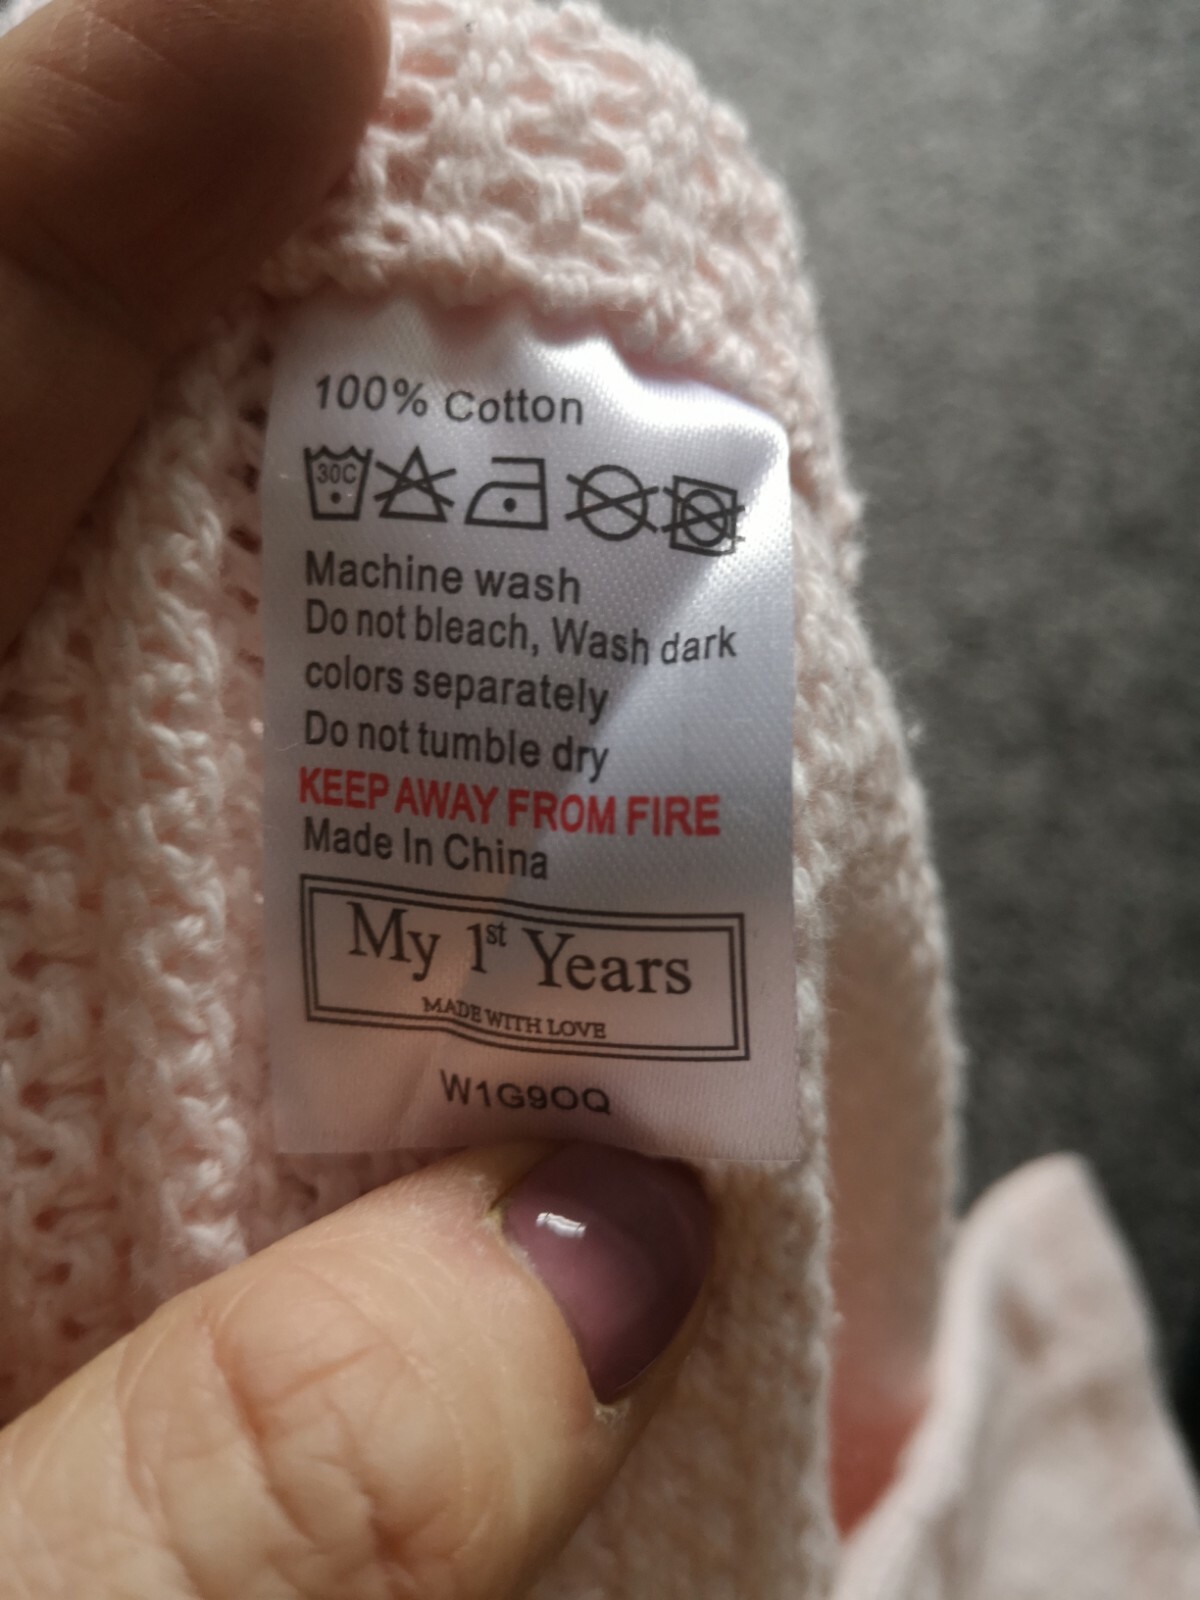 100% Cotton
30C
Machine wash
Do not bleach, Wash dark
colors separately
Do not tumble dry
KEEP AWAY FROM FIRE
Made In China
My 1st Years
MADE WITH LOVE
W1G9OQ